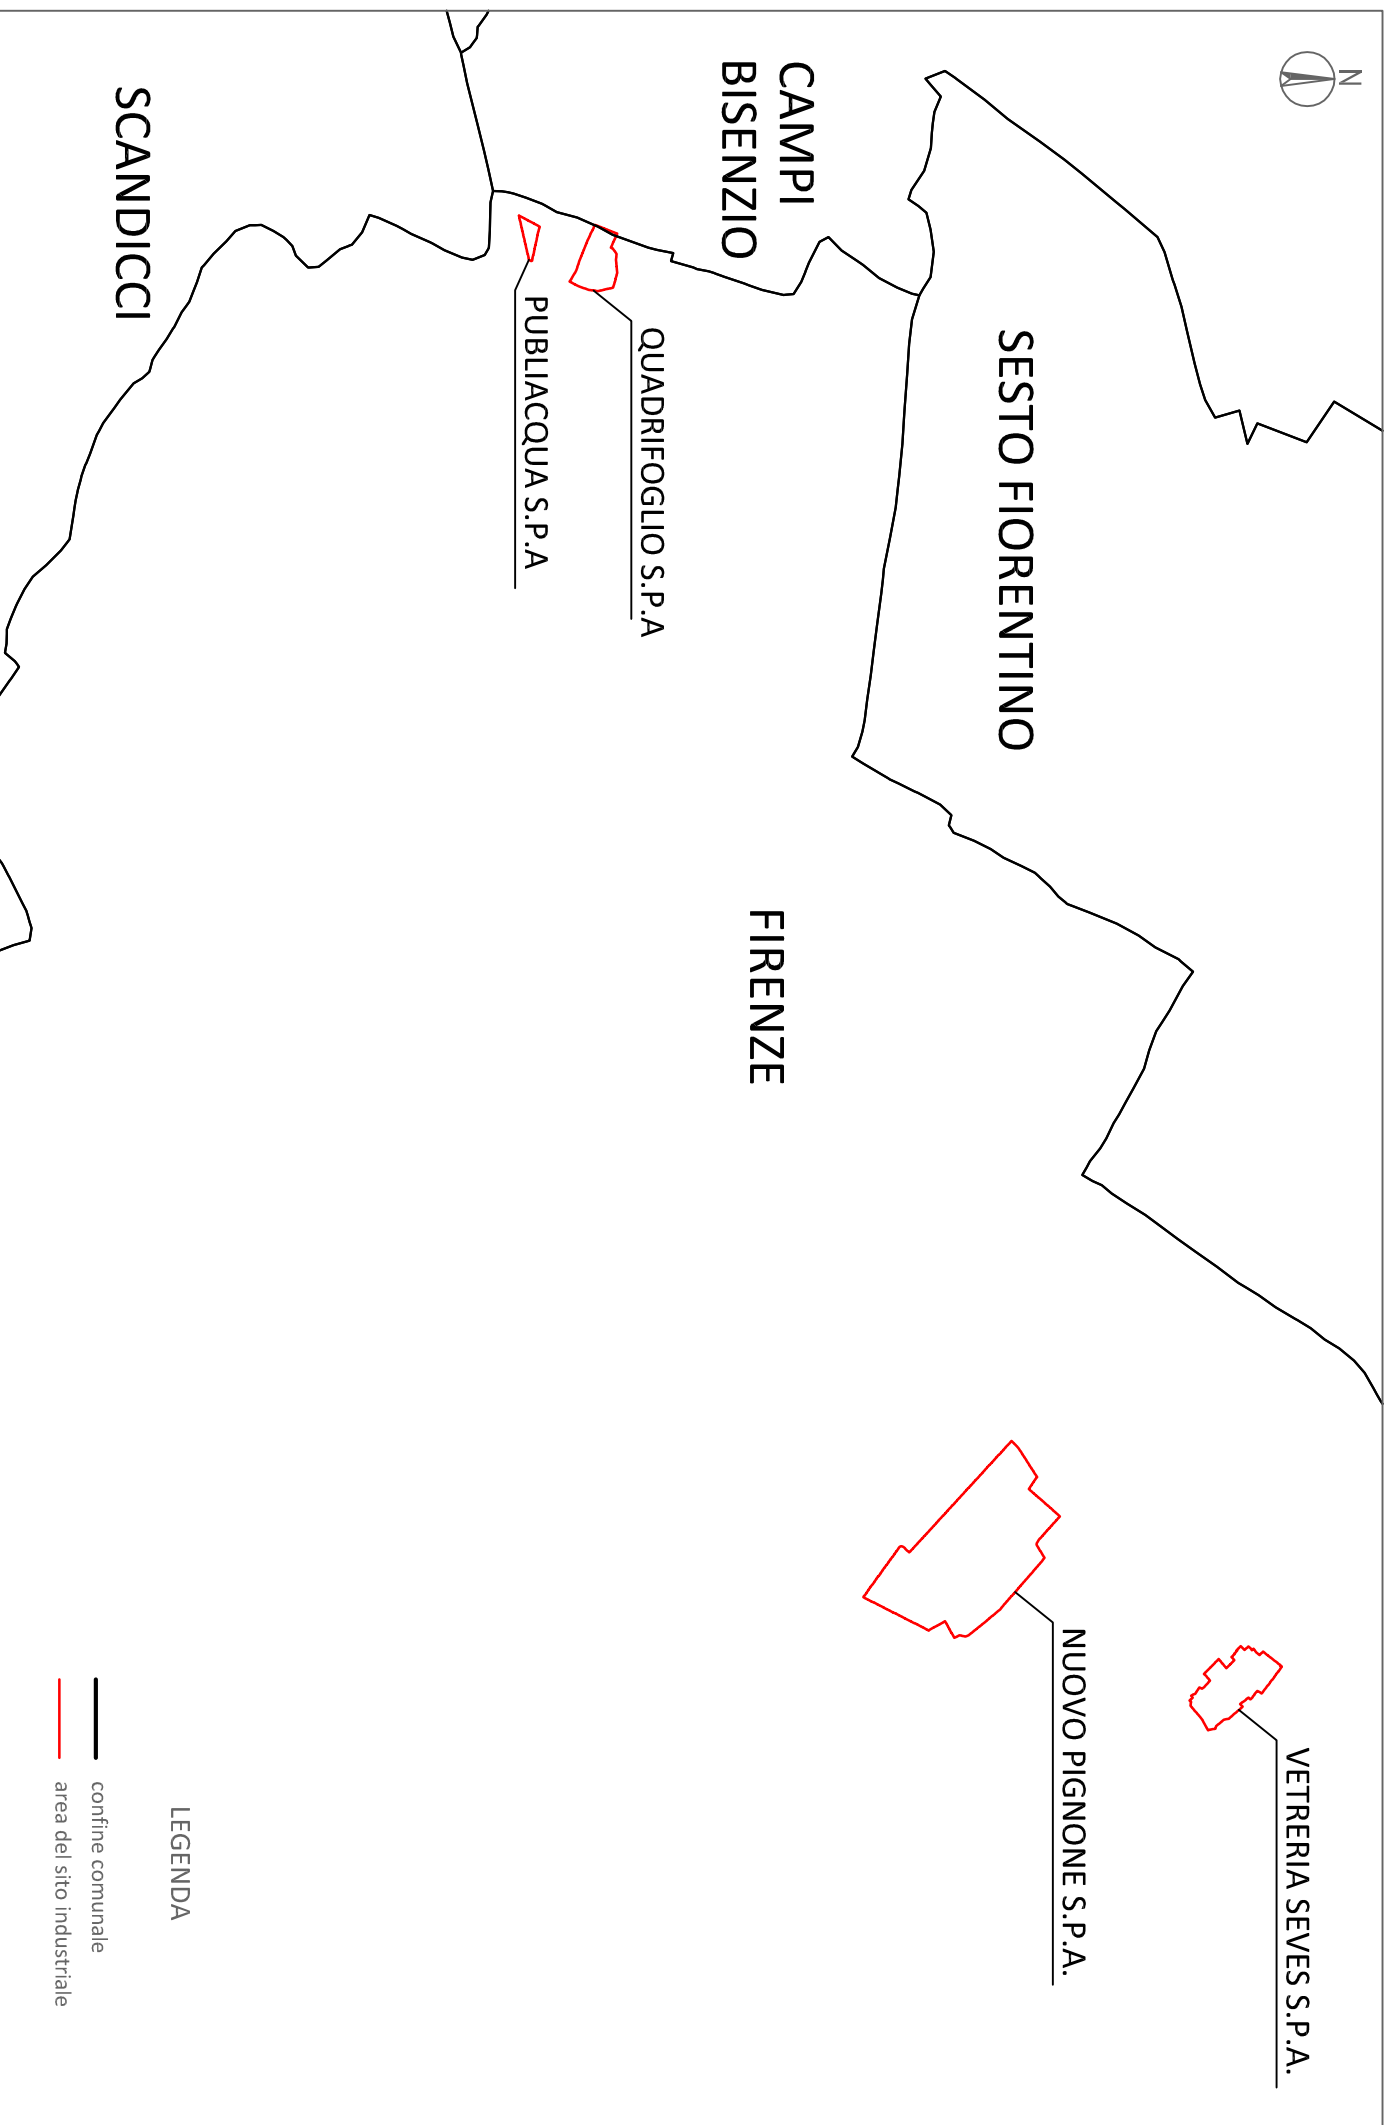 N
CAMPI
BISENZIO
SESTO FIORENTINO
SCANDICCI
QUADRIFOGLIO S.P.A
PUBLIACQUA S.P.A
FIRENZE
VETRERIA SEVES S.P.A.
NUOVO PIGNONE S.P.A.
LEGENDA
confine comunale
area del sito industriale